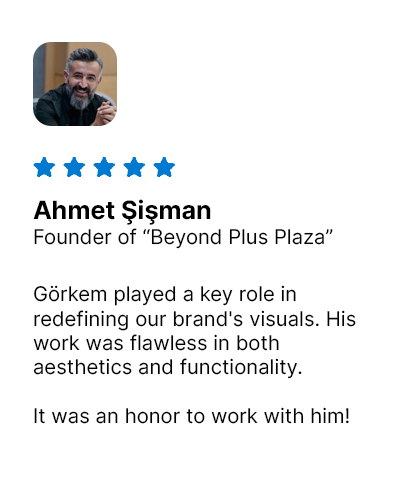 Ahmet Şişman
Founder of “Beyond Plus Plaza”
Görkem played a key role in
redefining our brand's visuals. His
work was flawless in both
aesthetics and functionality.
It was an honor to work with him!